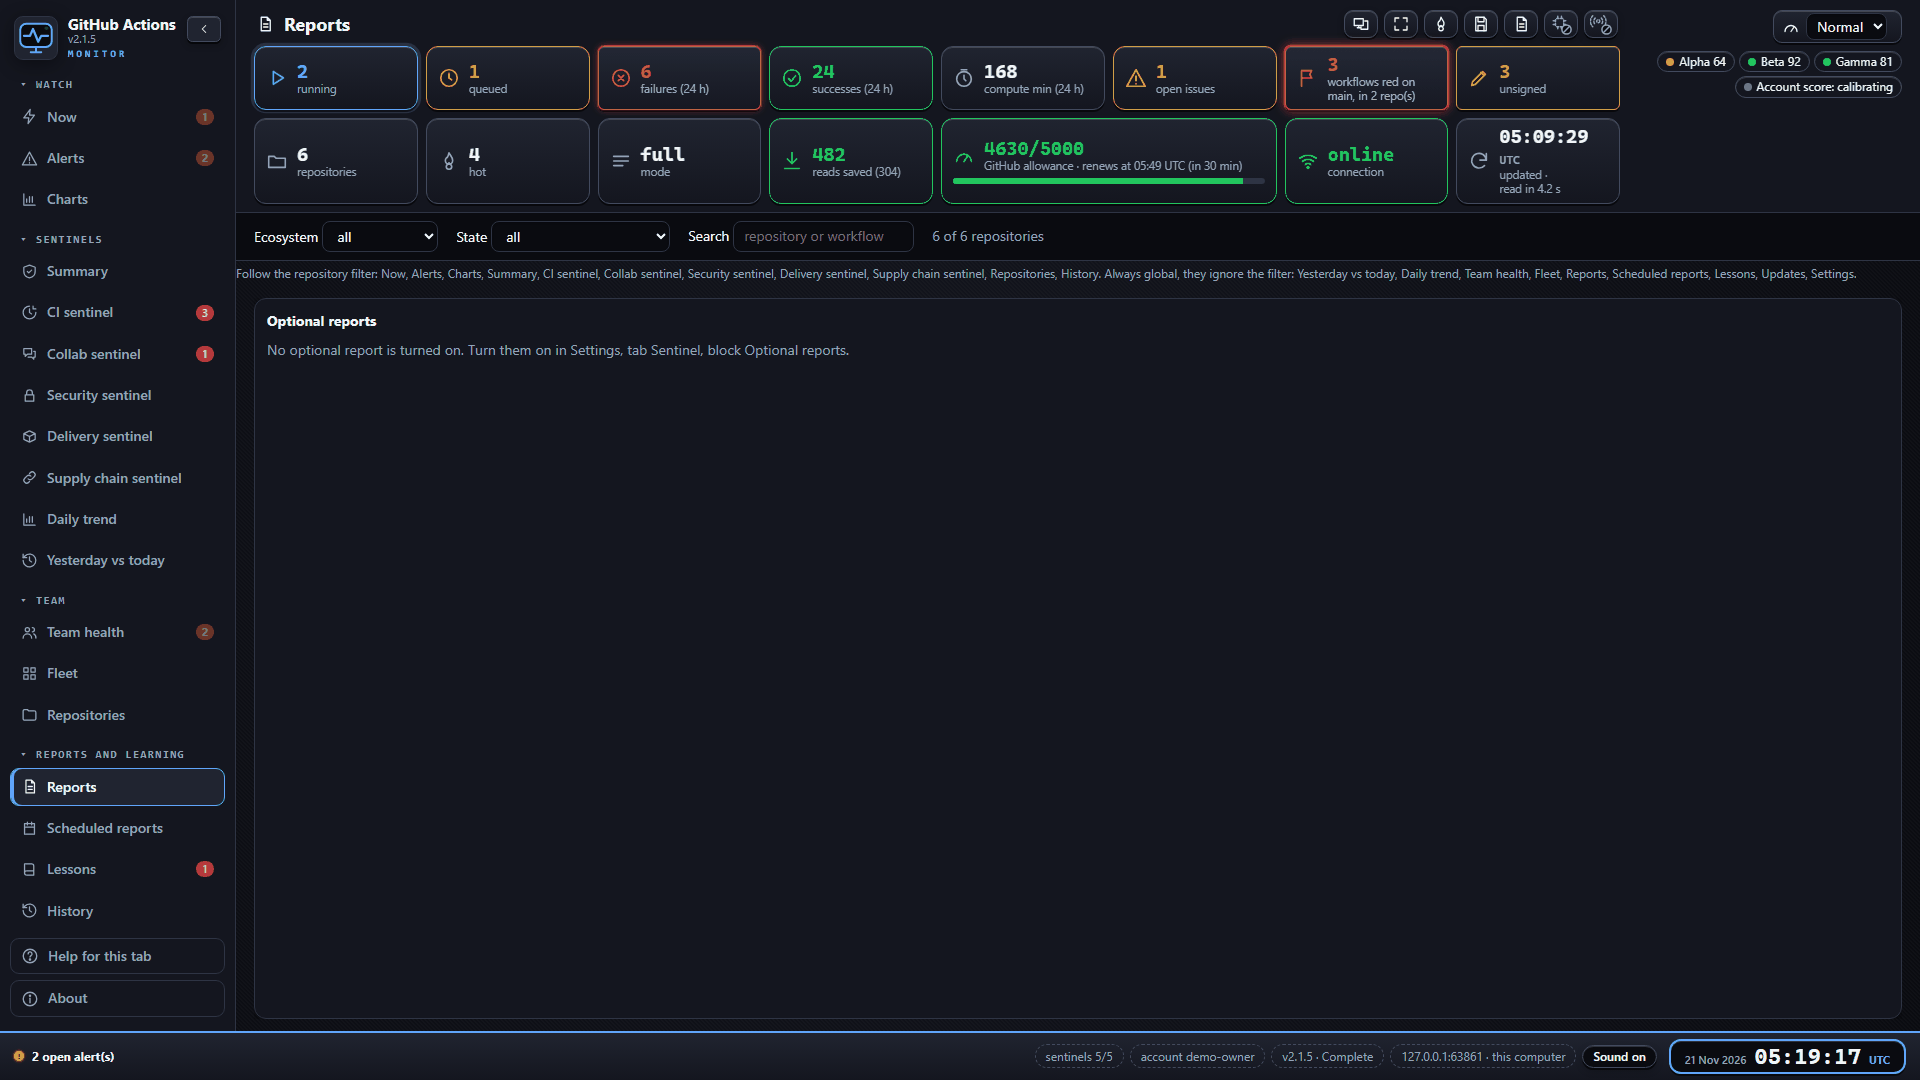 GitHub Actions
v2.1.5
MONITOR
WATCH
Now 1
Alerts 2
Charts
SENTINELS
Summary
CI sentinel 3
Collab sentinel 1
Security sentinel
Delivery sentinel
Supply chain sentinel
Daily trend
Yesterday vs today
TEAM
Team health 2
Fleet
Repositories
REPORTS AND LEARNING
Reports
Scheduled reports
Lessons 1
History
Help for this tab
About
Reports
Normal
2
running
1
queued
6
failures (24 h)
24
successes (24 h)
168
compute min (24 h)
1
open issues
3
workflows red on
main, in 2 repo(s)
3
unsigned
Alpha 64
Beta 92
Gamma 81
Account score: calibrating
6
repositories
4
hot
full
mode
482
reads saved (304)
4630/5000
GitHub allowance · renews at 05:49 UTC (in 30 min)
online
connection
05:09:29
UTC
updated ·
read in 4.2 s
Ecosystem all State all Search repository or workflow 6 of 6 repositories
Follow the repository filter: Now, Alerts, Charts, Summary, CI sentinel, Collab sentinel, Security sentinel, Delivery sentinel, Supply chain sentinel, Repositories, History. Always global, they ignore the filter: Yesterday vs today, Daily trend, Team health, Fleet, Reports, Scheduled reports, Lessons, Updates, Settings.
Optional reports
No optional report is turned on. Turn them on in Settings, tab Sentinel, block Optional reports.
2 open alert(s)
sentinels 5/5
account demo-owner
v2.1.5 · Complete
127.0.0.1:63861 · this computer
Sound on
21 Nov 2026 05:19:17 UTC